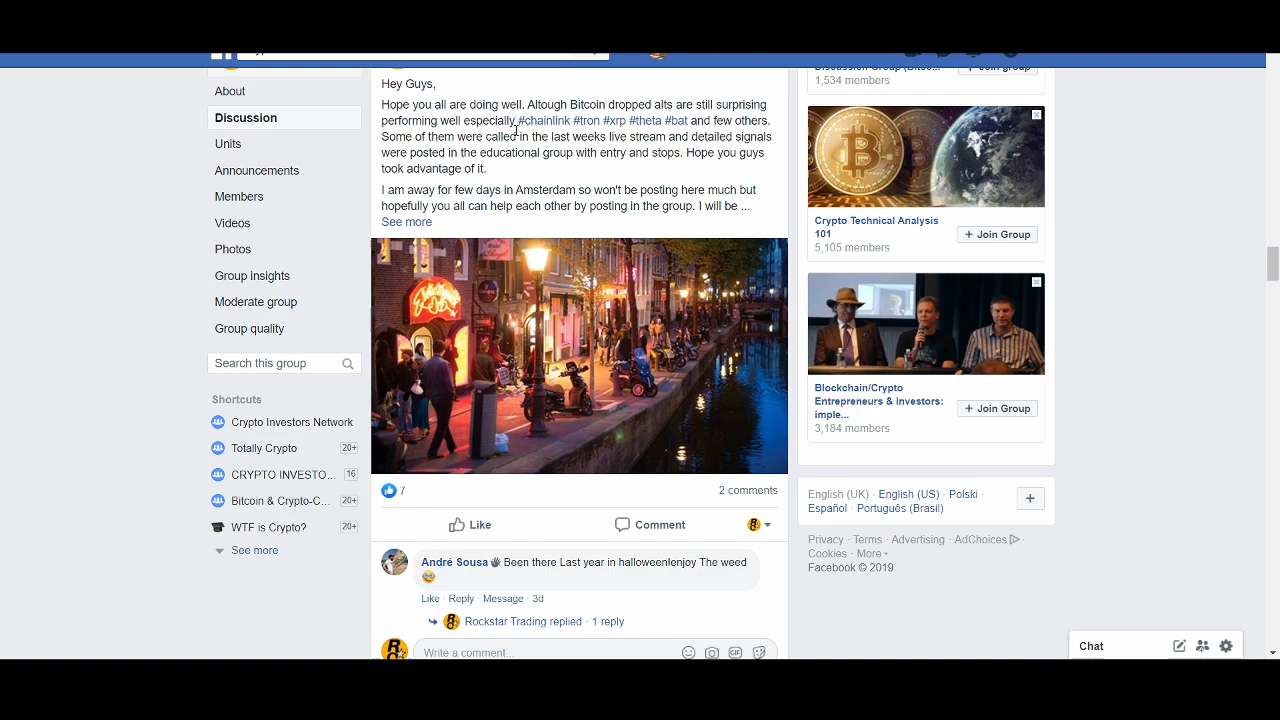 About
Discussion
Units
Announcements
Members
Videos
Photos
Group insights
Moderate group
Group quality
Search this group
Shortcuts
Crypto Investors Network
Totally Crypto 20+
CRYPTO INVESTO... 16
Bitcoin & Crypto-C... 20+
WTF is Crypto? 20+
See more
Hey Guys,
Hope you all are doing well. Altough Bitcoin dropped alts are still surprising
performing well especially #chainlink #tron #xrp #theta #bat and few others.
Some of them were called in the last weeks live stream and detailed signals
were posted in the educational group with entry and stops. Hope you guys
took advantage of it.
I am away for few days in Amsterdam so won't be posting here much but
hopefully you all can help each other by posting in the group. I will be ...
See more
7
2 comments
Like
Comment
André Sousa Been there Last year in halloween!enjoy The weed
Like · Reply · Message · 3d
Rockstar Trading replied · 1 reply
Write a comment...
GIF
1,534 members
Crypto Technical Analysis
101
+ Join Group
5,105 members
Blockchain/Crypto
Entrepreneurs & investors:
imple...
+ Join Group
3,184 members
English (UK) · English (US) · Polski ·
Español · Português (Brasil)
Privacy · Terms · Advertising · AdChoices ·
Cookies · More
Facebook © 2019
Chat